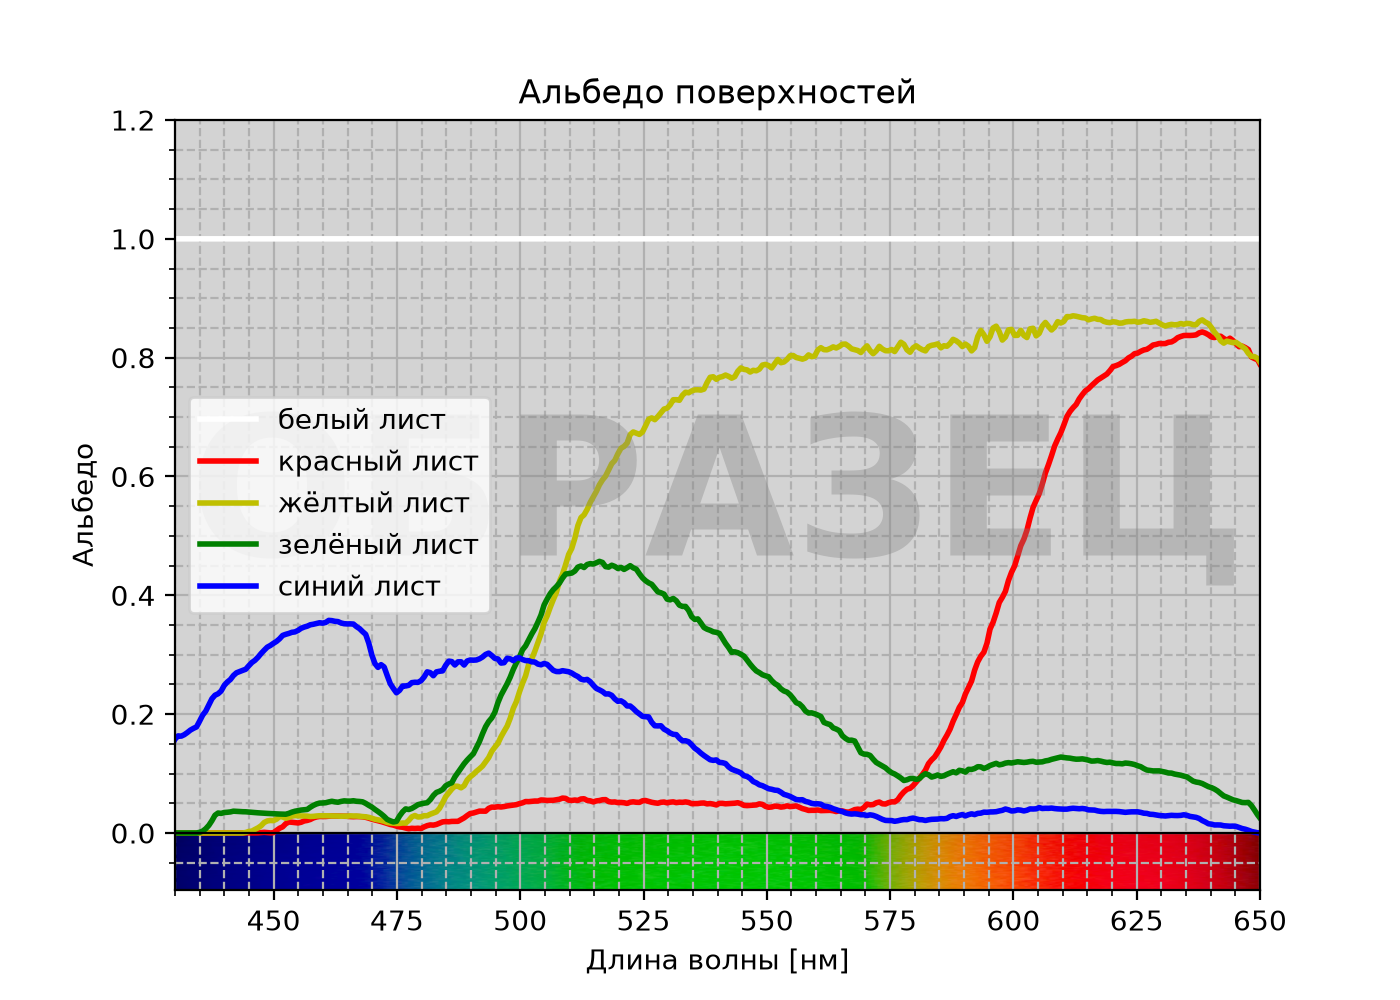 Альбедо поверхностей
1.2
1.0
0.8
0.6
0.4
0.2
0.0
Альбедо
ОБРАЗЕЦ
белый лист
красный лист
жёлтый лист
зелёный лист
синий лист
450 475 500 525 550 575 600 625 650
Длина волны [нм]